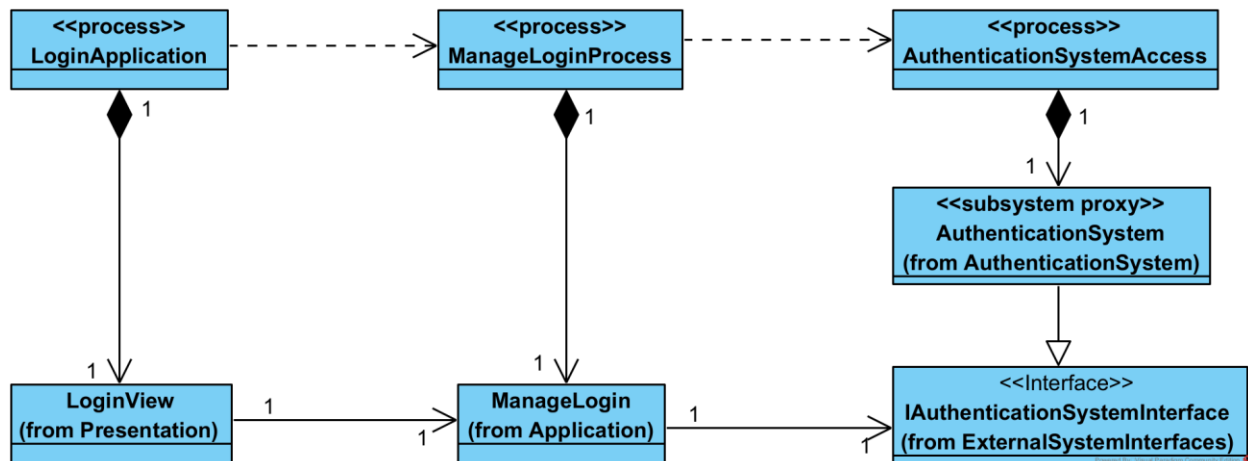 <<process>>
LoginApplication
<<process>>
ManageLoginProcess
<<process>>
AuthenticationSystemAccess
1
1
1
1
<<subsystem proxy>>
AuthenticationSystem
(from AuthenticationSystem)
1
1
LoginView
(from Presentation)
1
1
ManageLogin
(from Application)
1
1
<<Interface>>
IAuthenticationSystemInterface
(from ExternalSystemInterfaces)